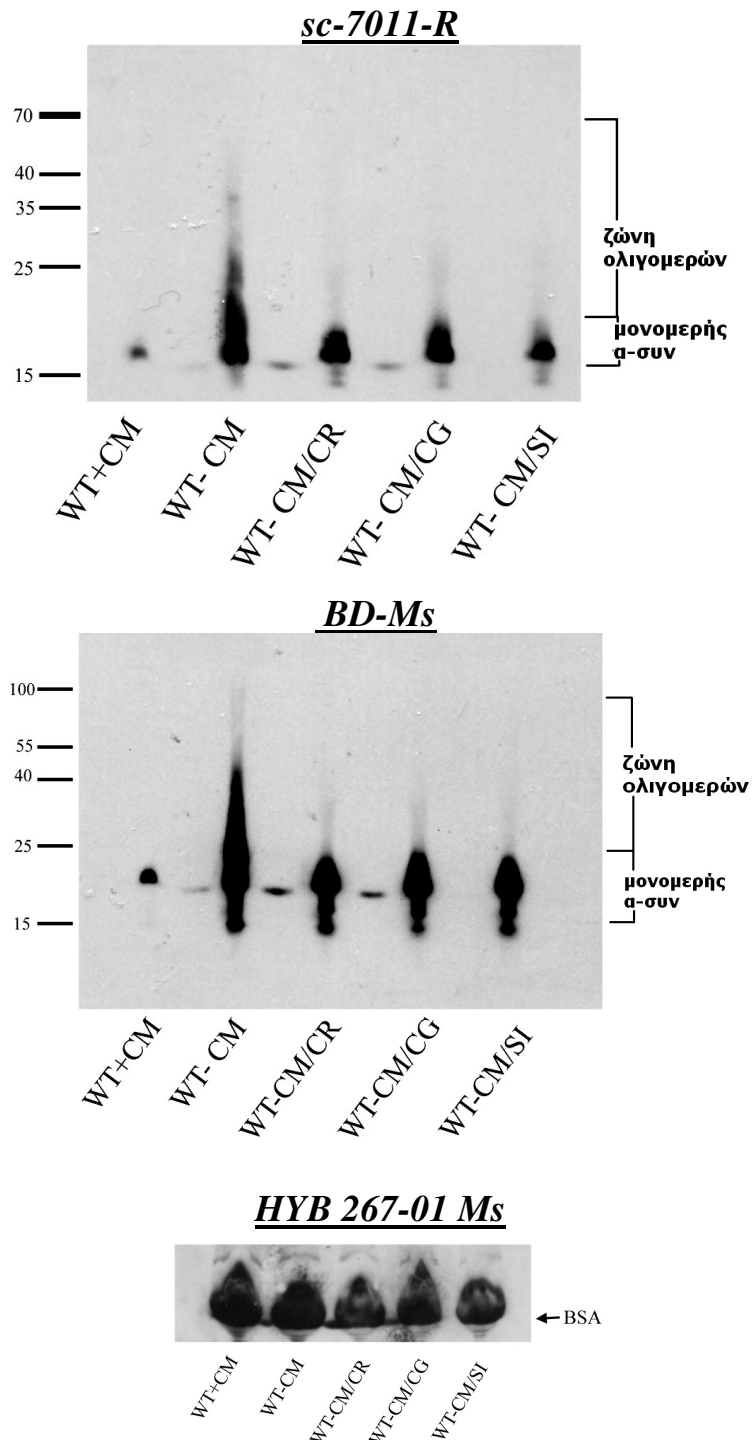 sc-7011-R
70
40
35
25
15
ζώνη
ολιγομερών
μονομερής
α-συν
WT+CM
WT- CM
WT- CM/CR
WT- CM/CG
WT- CM/SI
BD-Ms
100
55
40
25
15
ζώνη
ολιγομερών
μονομερής
α-συν
WT+CM
WT- CM
WT-CM/CR
WT-CM/CG
WT-CM/SI
HYB 267-01 Ms
BSA
WT+CM
WT-CM
WT-CM/CR
WT-CM/CG
WT-CM/SI